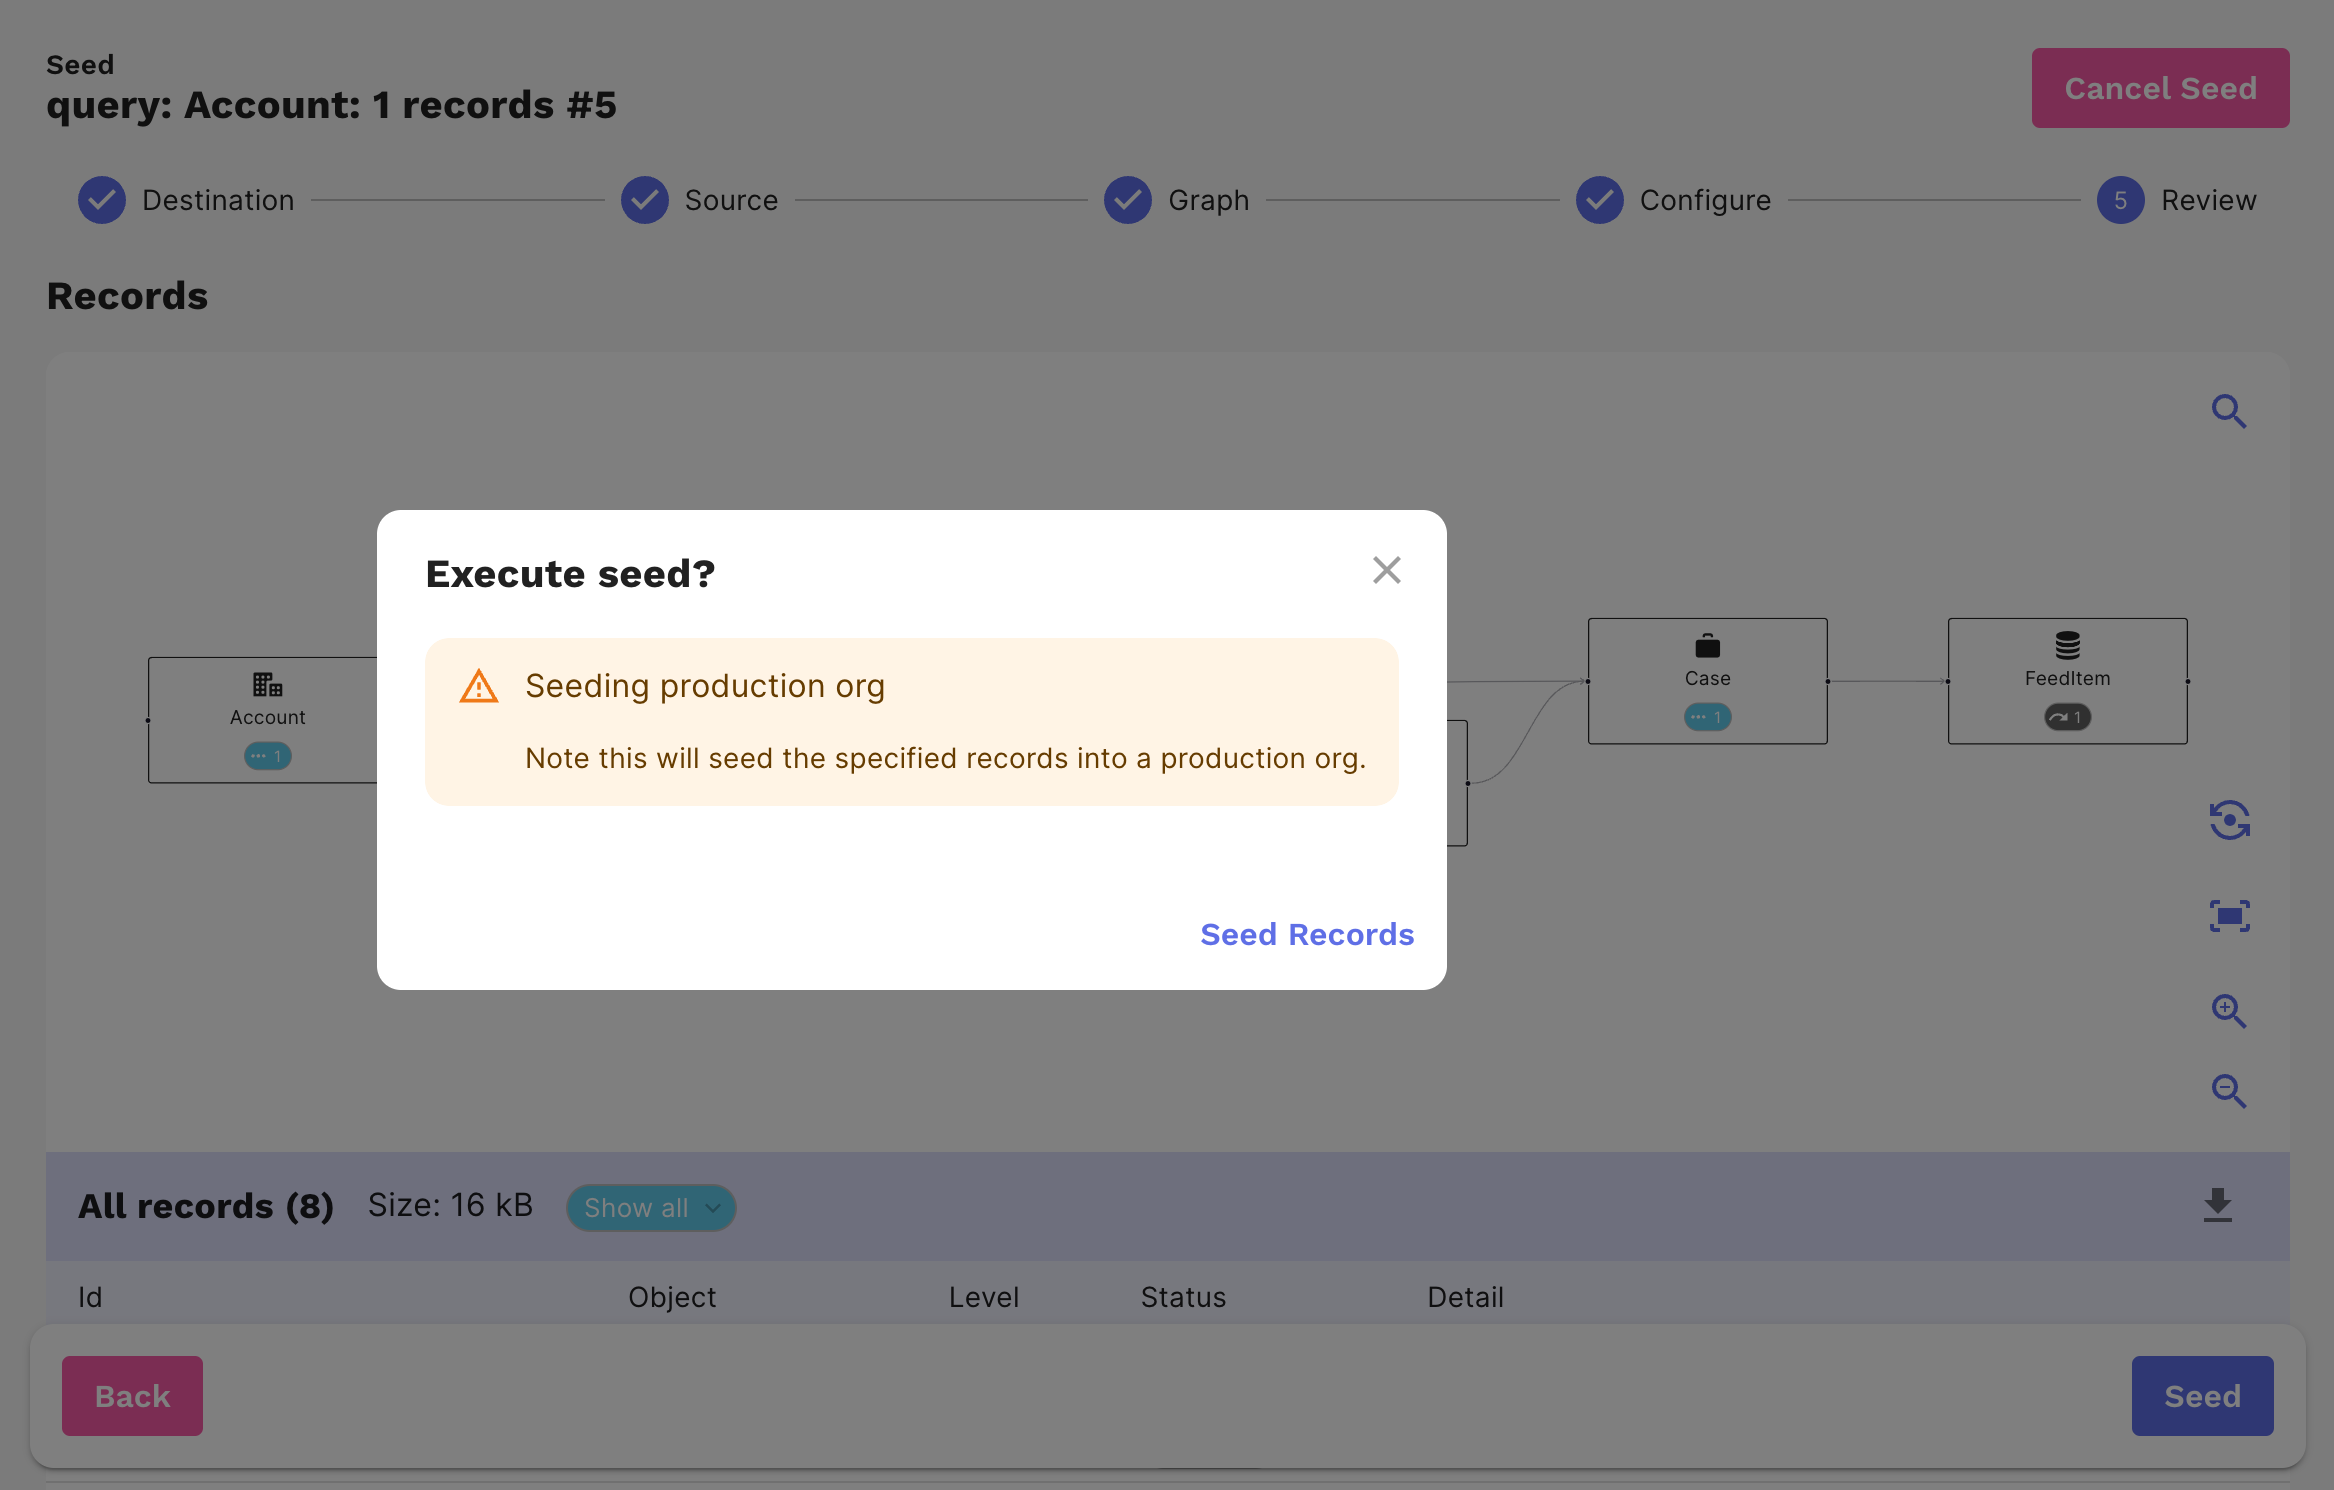 Seed
query: Account: 1 records #5
Cancel Seed
Destination
Source
Graph
Configure
5
Review
Records
Execute seed?
Seeding production org
Note this will seed the specified records into a production org.
Seed Records
Account
1
Case
1
FeedItem
1
All records (8)
Size: 16 kB
Show all
Id
Object
Level
Status
Detail
Back
Seed